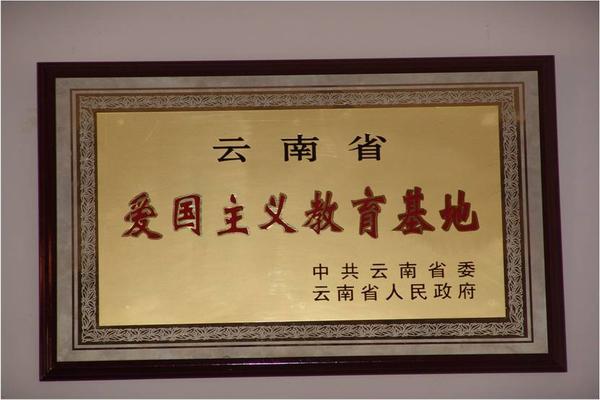 云南省
爱国主义教育基地
中共云南省委
云南省人民政府